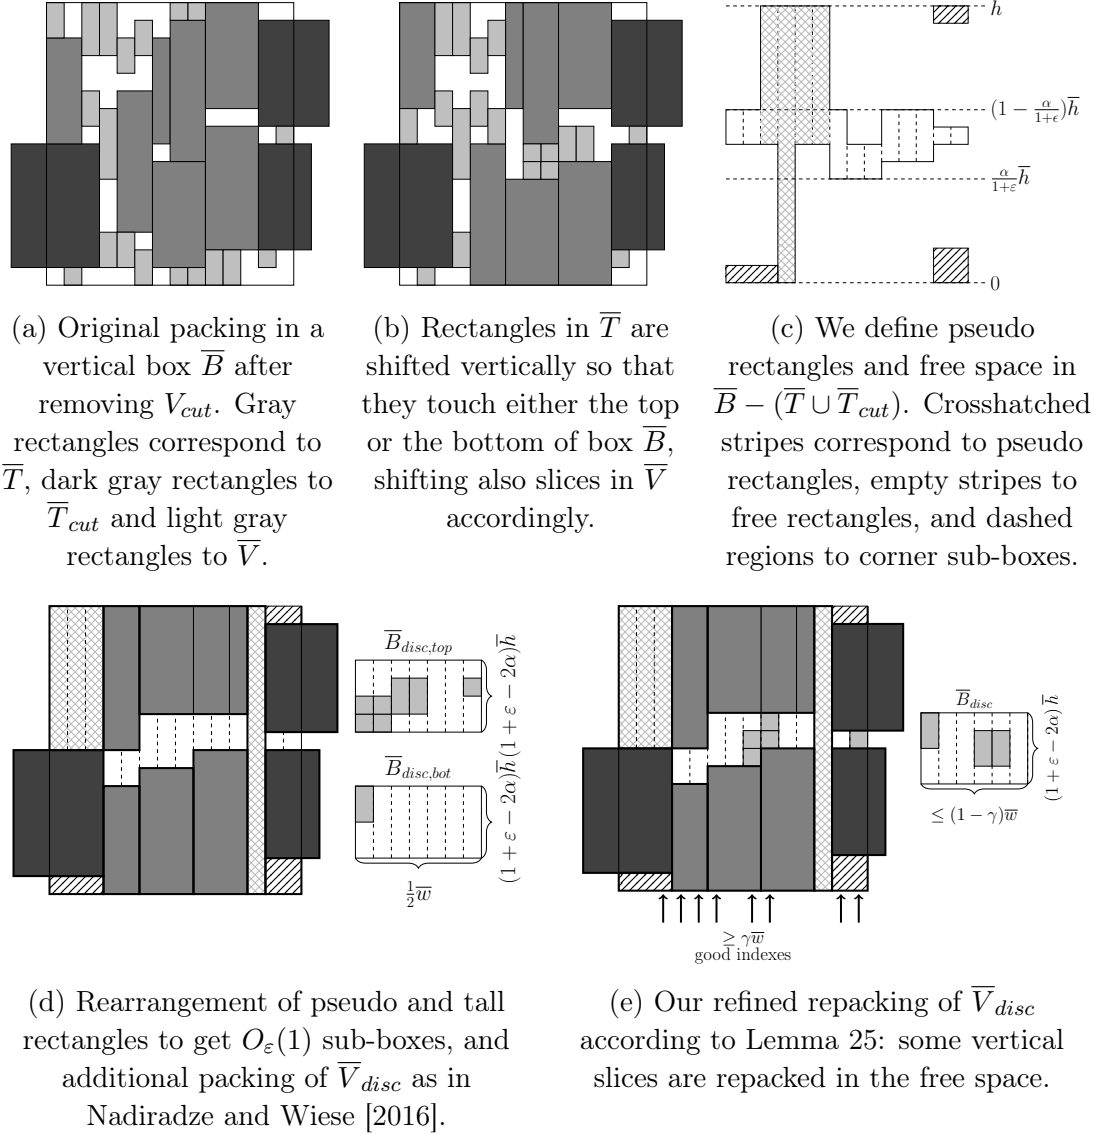 h
(1 − α/(1+ϵ))h̅
α/(1+ε) h̅
0
(a) Original packing in a
vertical box B̅ after
removing V_cut. Gray
rectangles correspond to
T̅, dark gray rectangles to
T̅_cut and light gray
rectangles to V̅.
(b) Rectangles in T̅ are
shifted vertically so that
they touch either the top
or the bottom of box B̅,
shifting also slices in V̅
accordingly.
(c) We define pseudo
rectangles and free space in
B̅ − (T̅ ∪ T̅_cut). Crosshatched
stripes correspond to pseudo
rectangles, empty stripes to
free rectangles, and dashed
regions to corner sub-boxes.
B̅_disc,top
(1 + ε − 2α)h̅
B̅_disc,bot
(1 + ε − 2α)h̅
½w̅
B̅_disc
(1 + ε − 2α)h̅
≤ (1 − γ)w̅
≥ γw̅
good indexes
(d) Rearrangement of pseudo and tall
rectangles to get O_ε(1) sub-boxes, and
additional packing of V̅_disc as in
Nadiradze and Wiese [2016].
(e) Our refined repacking of V̅_disc
according to Lemma 25: some vertical
slices are repacked in the free space.